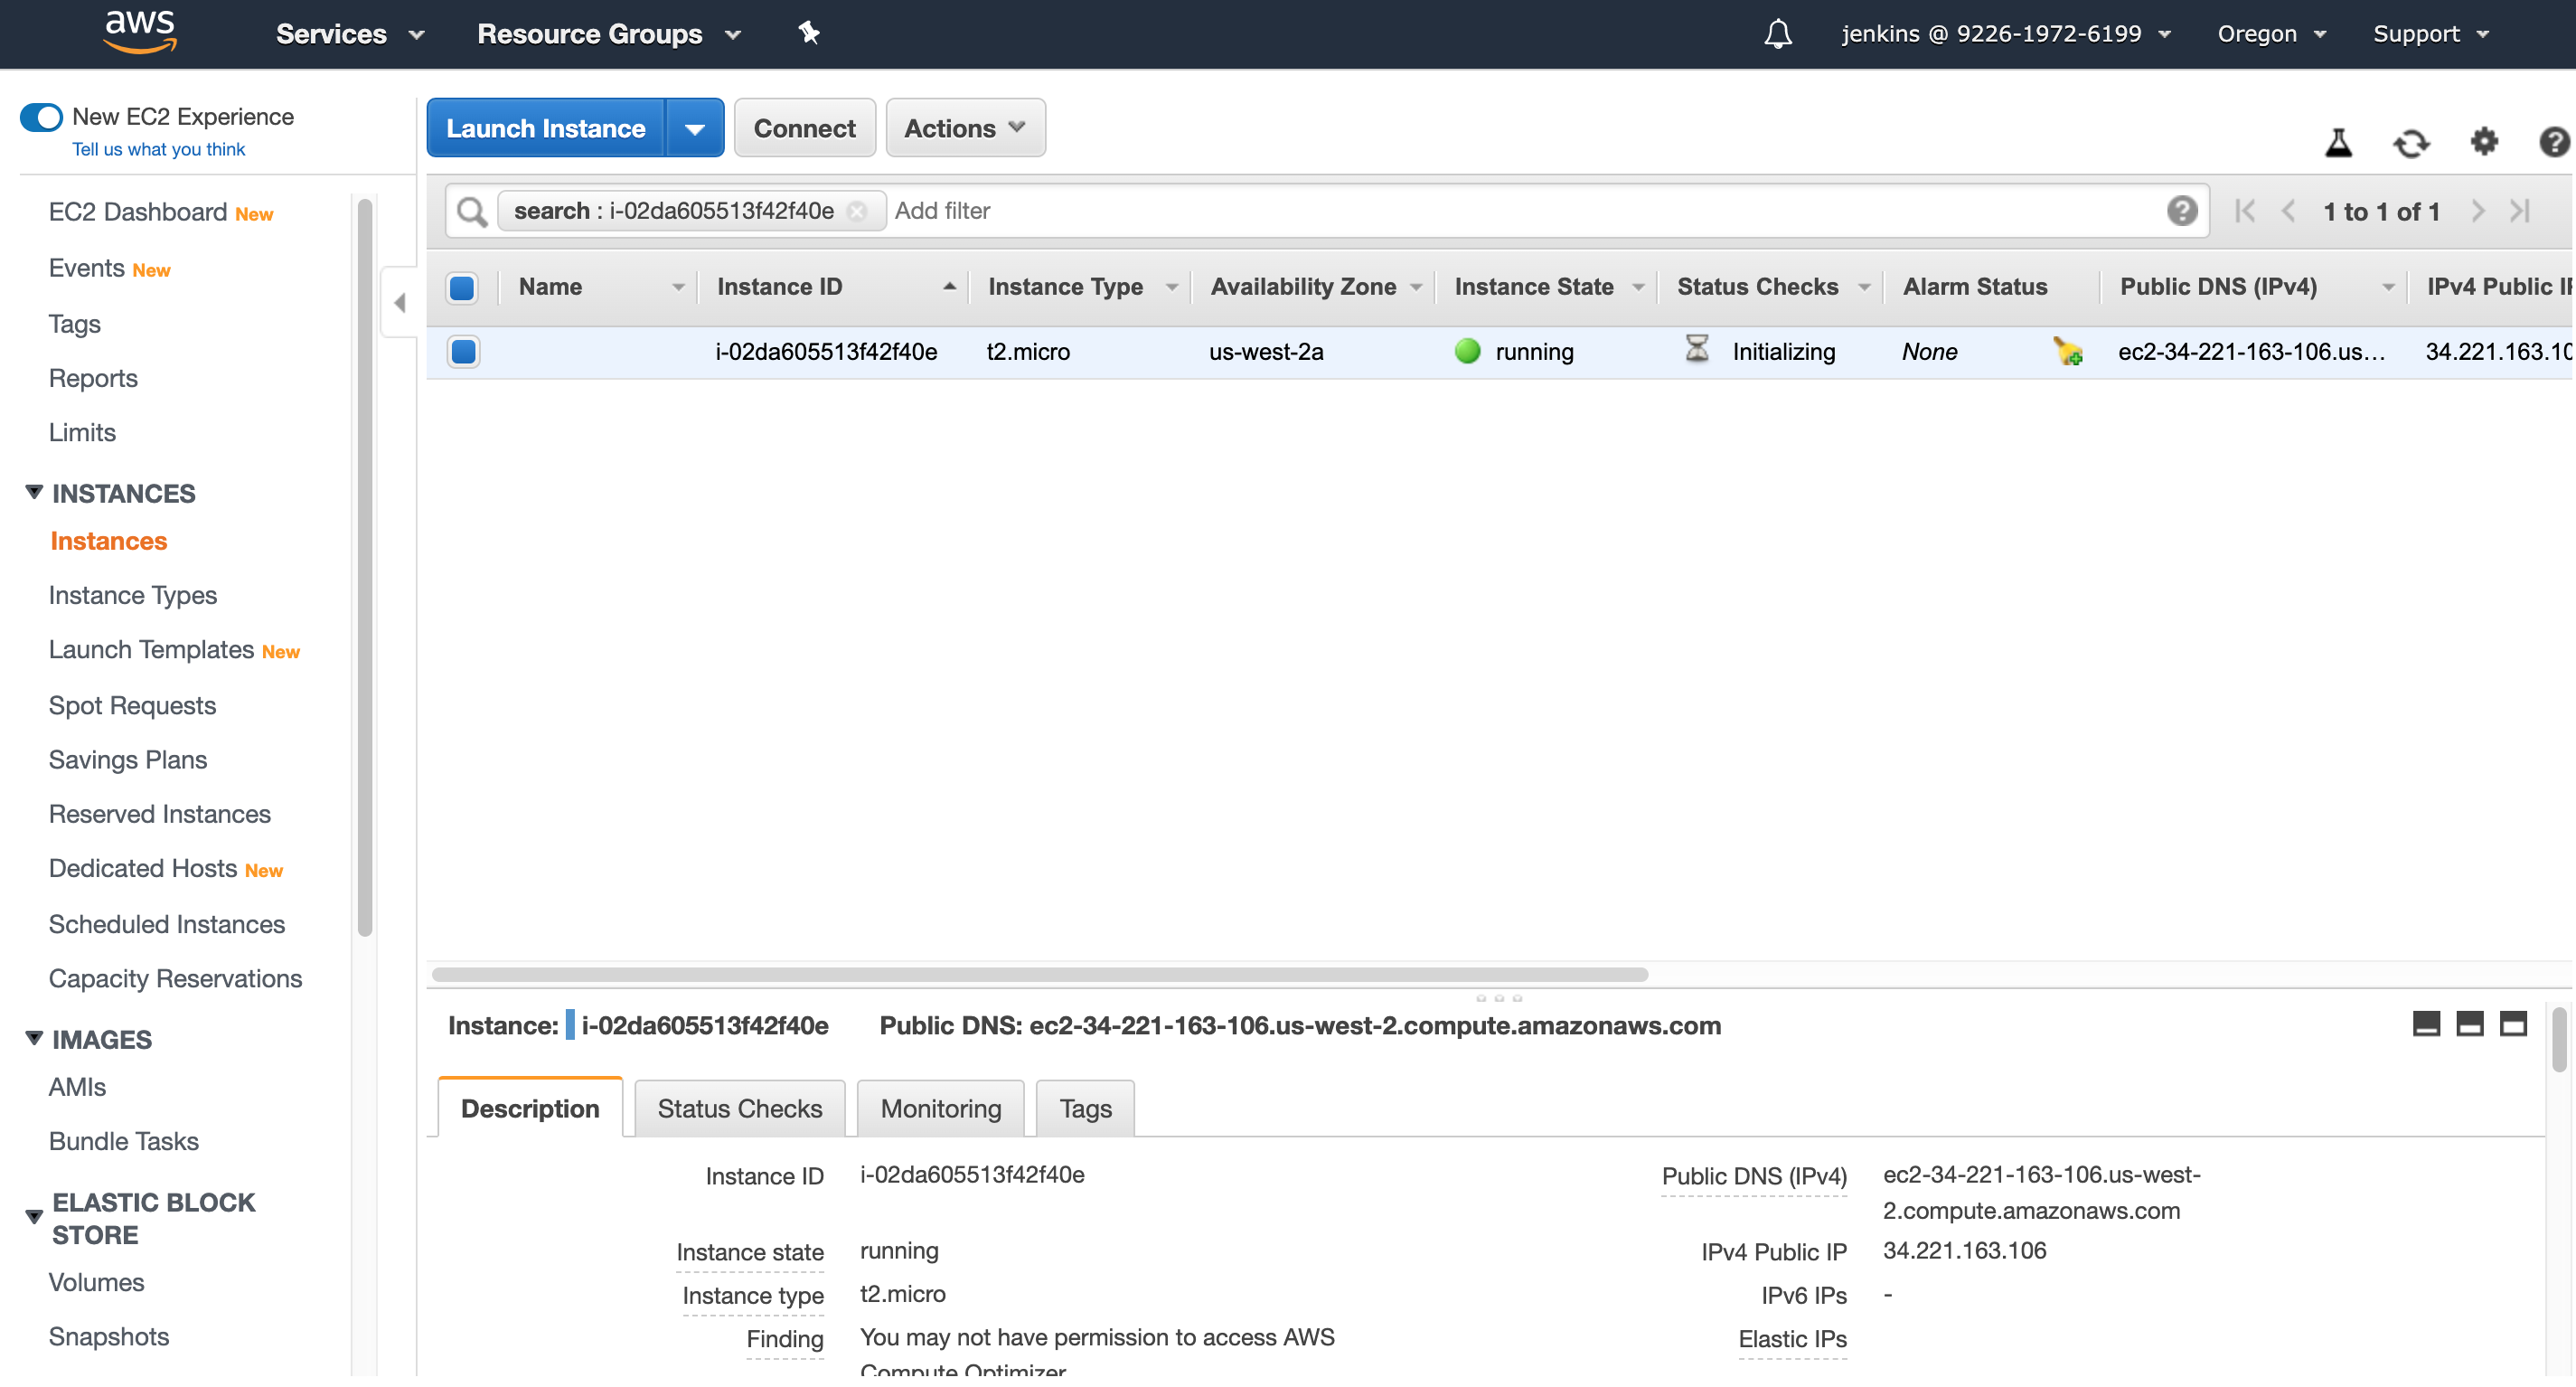 aws Services Resource Groups jenkins @ 9226-1972-6199 Oregon Support
New EC2 Experience
Tell us what you think
EC2 Dashboard New
Events New
Tags
Reports
Limits
INSTANCES
Instances
Instance Types
Launch Templates New
Spot Requests
Savings Plans
Reserved Instances
Dedicated Hosts New
Scheduled Instances
Capacity Reservations
IMAGES
AMIs
Bundle Tasks
ELASTIC BLOCK
STORE
Volumes
Snapshots
Launch Instance Connect Actions
search : i-02da605513f42f40e Add filter 1 to 1 of 1
Name Instance ID Instance Type Availability Zone Instance State Status Checks Alarm Status Public DNS (IPv4) IPv4 Public IP
i-02da605513f42f40e t2.micro us-west-2a running Initializing None ec2-34-221-163-106.us... 34.221.163.10
Instance: i-02da605513f42f40e Public DNS: ec2-34-221-163-106.us-west-2.compute.amazonaws.com
Description Status Checks Monitoring Tags
Instance ID i-02da605513f42f40e
Instance state running
Instance type t2.micro
Finding You may not have permission to access AWS
Compute Optimizer
Public DNS (IPv4) ec2-34-221-163-106.us-west-
2.compute.amazonaws.com
IPv4 Public IP 34.221.163.106
IPv6 IPs -
Elastic IPs